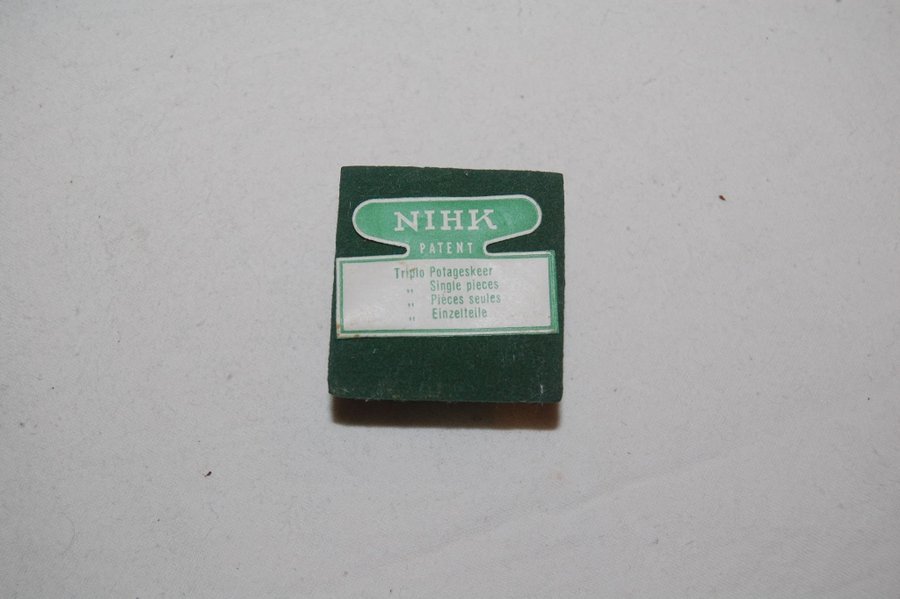 NIHK
PATENT
Triplo Potageskeer
„ Single pieces
„ Pièces seules
„ Einzelteile